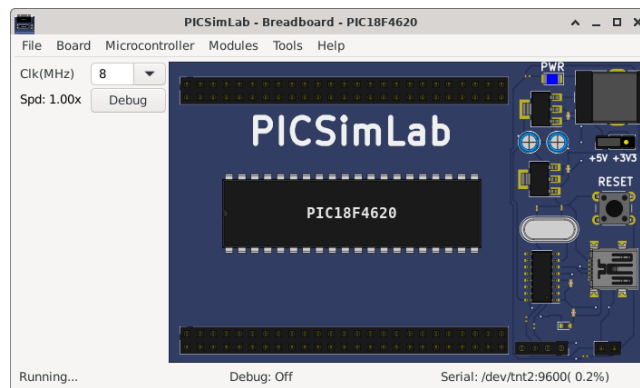 PICSimLab - Breadboard - PIC18F4620
File Board Microcontroller Modules Tools Help
Clk(MHz) 8
Spd: 1.00x Debug
PWR
PICSimLab
+5V +3V3
RESET
PIC18F4620
Running... Debug: Off Serial: /dev/tnt2:9600( 0.2%)